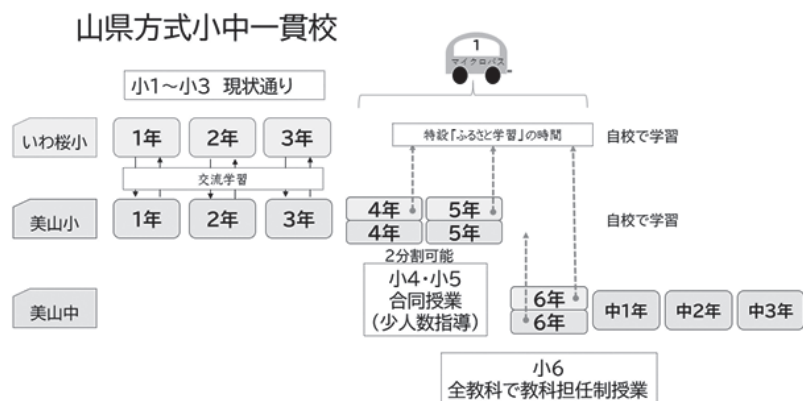 山県方式小中一貫校
1
マイクロバス
小1～小3 現状通り
いわ桜小
1年
2年
3年
特設「ふるさと学習」の時間
自校で学習
交流学習
美山小
1年
2年
3年
4年
5年
4年
5年
自校で学習
2分割可能
小4・小5
合同授業
(少人数指導)
美山中
6年
6年
中1年
中2年
中3年
小6
全教科で教科担任制授業